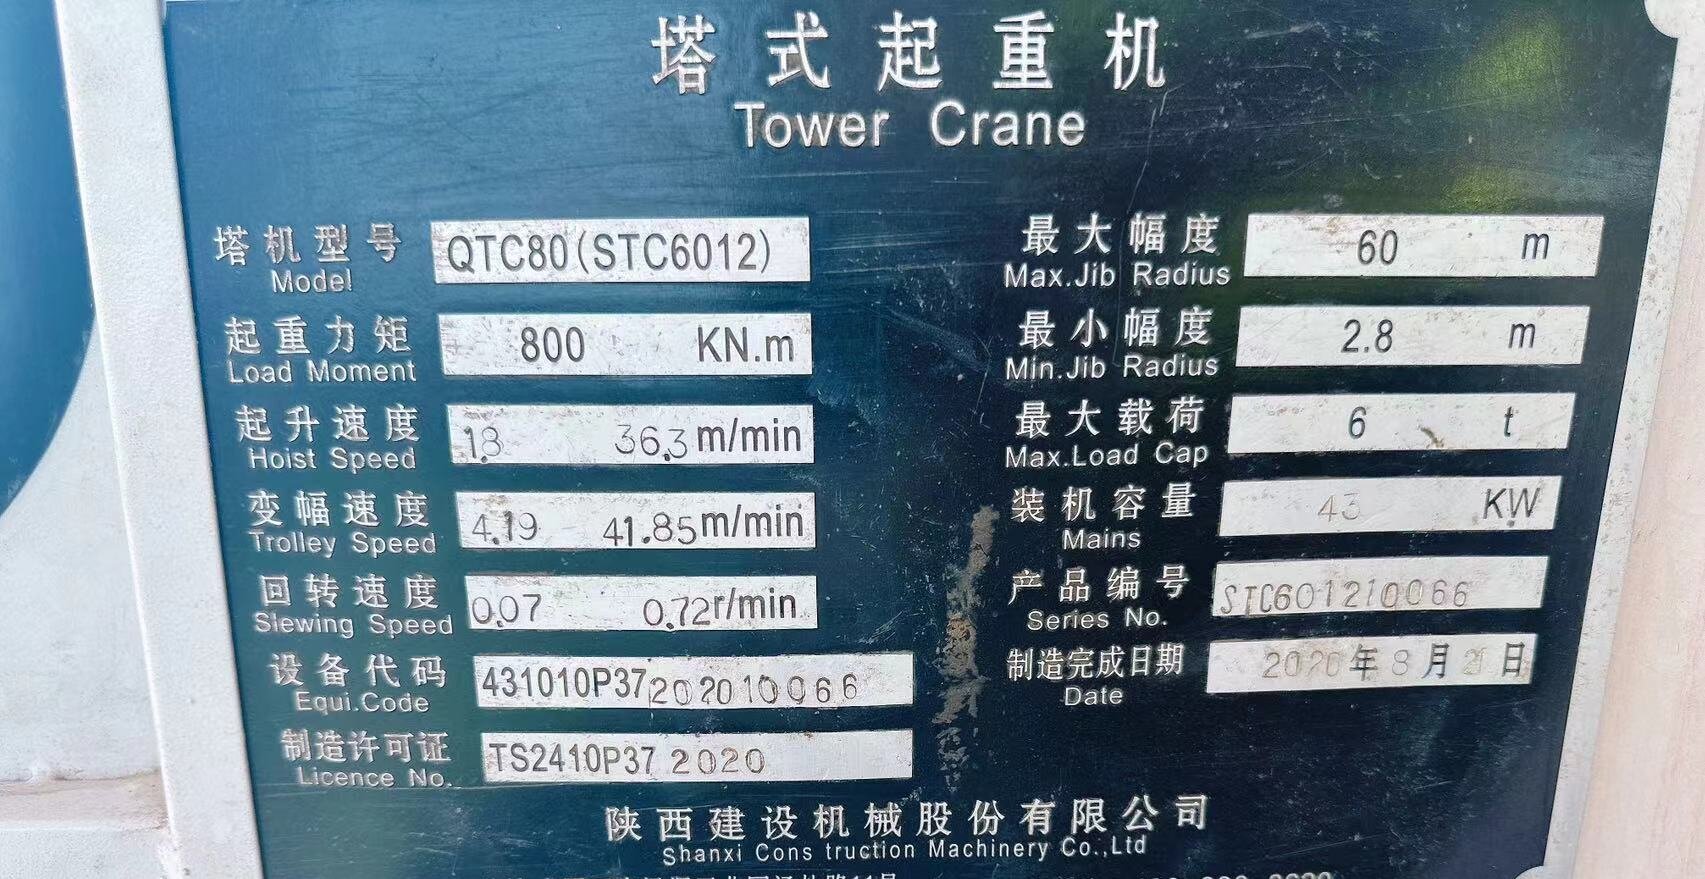 塔式起重机
Tower Crane
塔机型号 QTC80(STC6012)
Model
起重力矩 800 KN.m
Load Moment
起升速度 1.8 36.3 m/min
Hoist Speed
变幅速度 4.19 41.85 m/min
Trolley Speed
回转速度 0.07 0.72 r/min
Slewing Speed
设备代码 431010P37202010066
Equi.Code
制造许可证 TS2410P37 2020
Licence No.
最大幅度 60 m
Max.Jib Radius
最小幅度 2.8 m
Min.Jib Radius
最大载荷 6 t
Max.Load Cap
装机容量 43 KW
Mains
产品编号 STC601210066
Series No.
制造完成日期 2020年8月 日
Date
陕西建设机械股份有限公司
Shanxi Cons truction Machinery Co.,Ltd